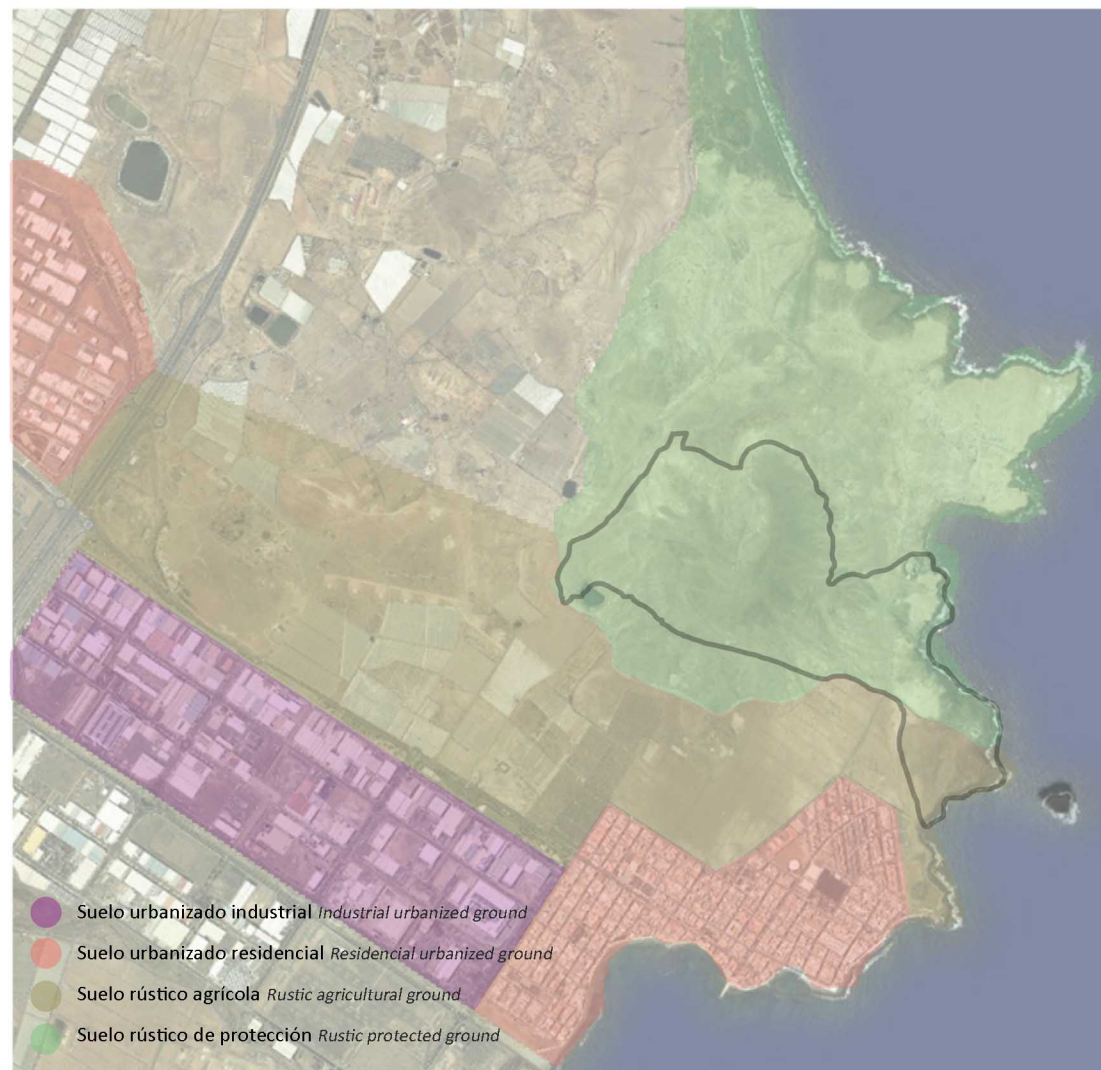 Suelo urbanizado industrial Industrial urbanized ground
Suelo urbanizado residencial Residencial urbanized ground
Suelo rústico agrícola Rustic agricultural ground
Suelo rústico de protección Rustic protected ground